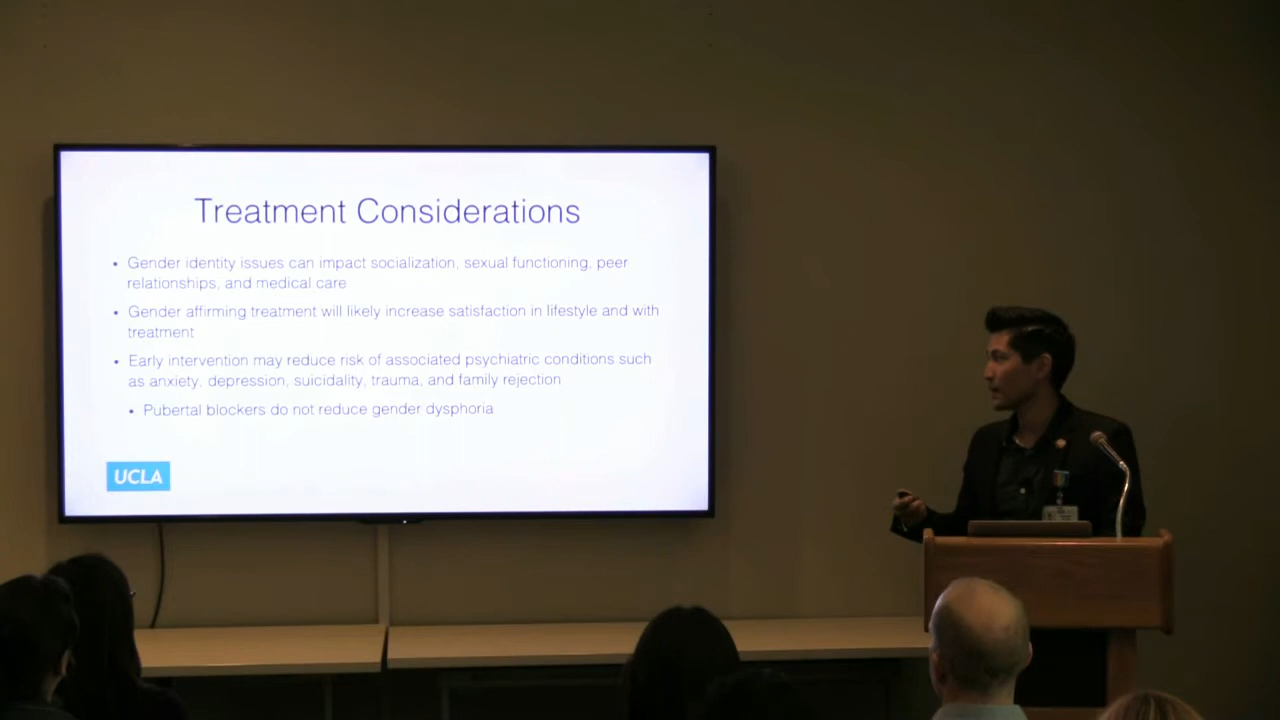 Treatment Considerations
• Gender identity issues can impact socialization, sexual functioning, peer
relationships, and medical care
• Gender affirming treatment will likely increase satisfaction in lifestyle and with
treatment
• Early intervention may reduce risk of associated psychiatric conditions such
as anxiety, depression, suicidality, trauma, and family rejection
• Pubertal blockers do not reduce gender dysphoria
UCLA